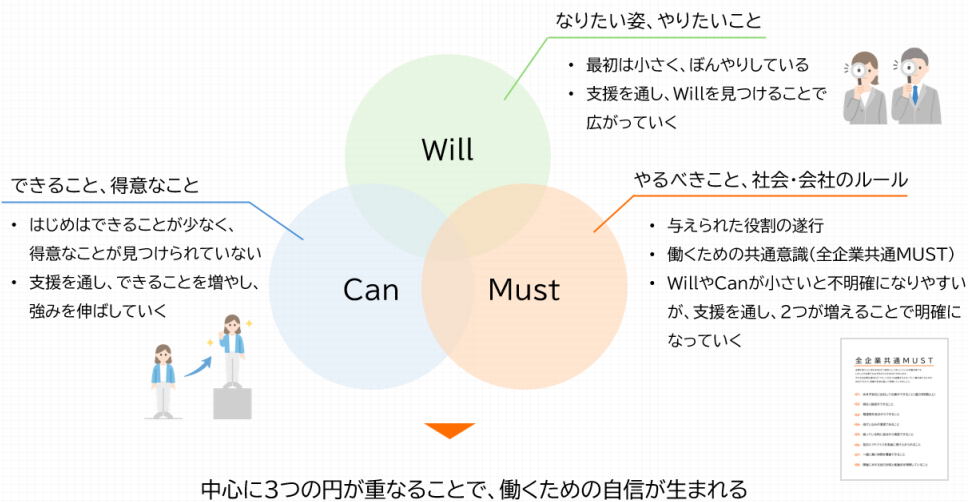 なりたい姿、やりたいこと
• 最初は小さく、ぼんやりしている
• 支援を通し、Willを見つけることで
広がっていく
Will
できること、得意なこと
• はじめはできることが少なく、
得意なことが見つけられていない
• 支援を通し、できることを増やし、
強みを伸ばしていく
Can
Must
やるべきこと、社会・会社のルール
• 与えられた役割の遂行
• 働くための共通意識(全企業共通MUST)
• WillやCanが小さいと不明確になりやすい
が、支援を通し、2つが増えることで明確に
なっていく
全企業共通MUST
中心に3つの円が重なることで、働くための自信が生まれる